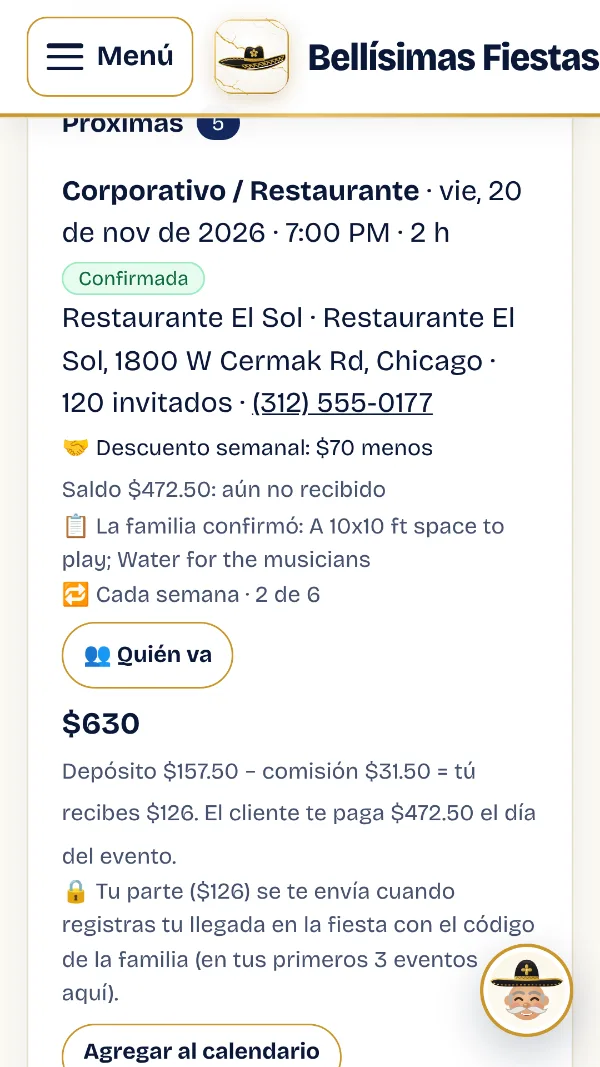 Menú
Bellísimas Fiestas
Próximas 5
Corporativo / Restaurante · vie, 20
de nov de 2026 · 7:00 PM · 2 h
Confirmada
Restaurante El Sol · Restaurante El
Sol, 1800 W Cermak Rd, Chicago ·
120 invitados · (312) 555-0177
🤝 Descuento semanal: $70 menos
Saldo $472.50: aún no recibido
📋 La familia confirmó: A 10x10 ft space to
play; Water for the musicians
🔁 Cada semana · 2 de 6
👥 Quién va
$630
Depósito $157.50 − comisión $31.50 = tú
recibes $126. El cliente te paga $472.50 el día
del evento.
🔒 Tu parte ($126) se te envía cuando
registras tu llegada en la fiesta con el código
de la familia (en tus primeros 3 eventos
aquí).
Agregar al calendario